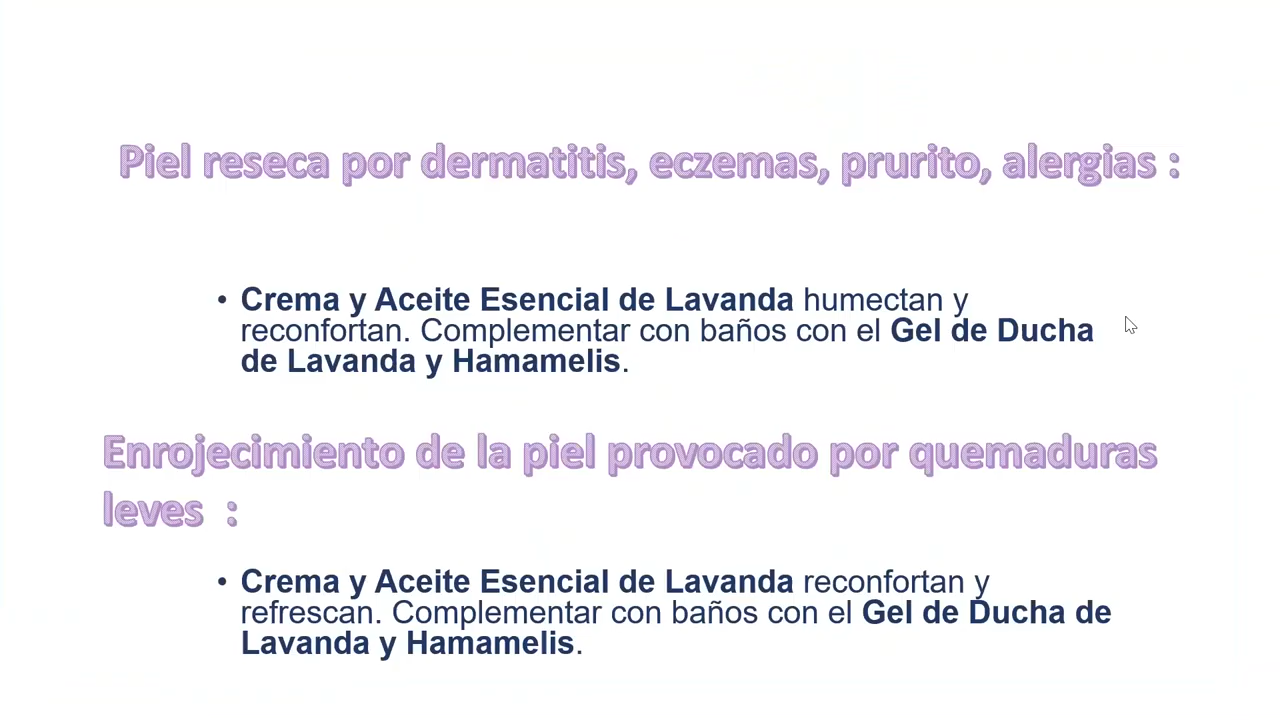 Piel reseca por dermatitis, eczemas, prurito, alergias :
• Crema y Aceite Esencial de Lavanda humectan y
reconfortan. Complementar con baños con el Gel de Ducha
de Lavanda y Hamamelis.
Enrojecimiento de la piel provocado por quemaduras
leves :
• Crema y Aceite Esencial de Lavanda reconfortan y
refrescan. Complementar con baños con el Gel de Ducha de
Lavanda y Hamamelis.